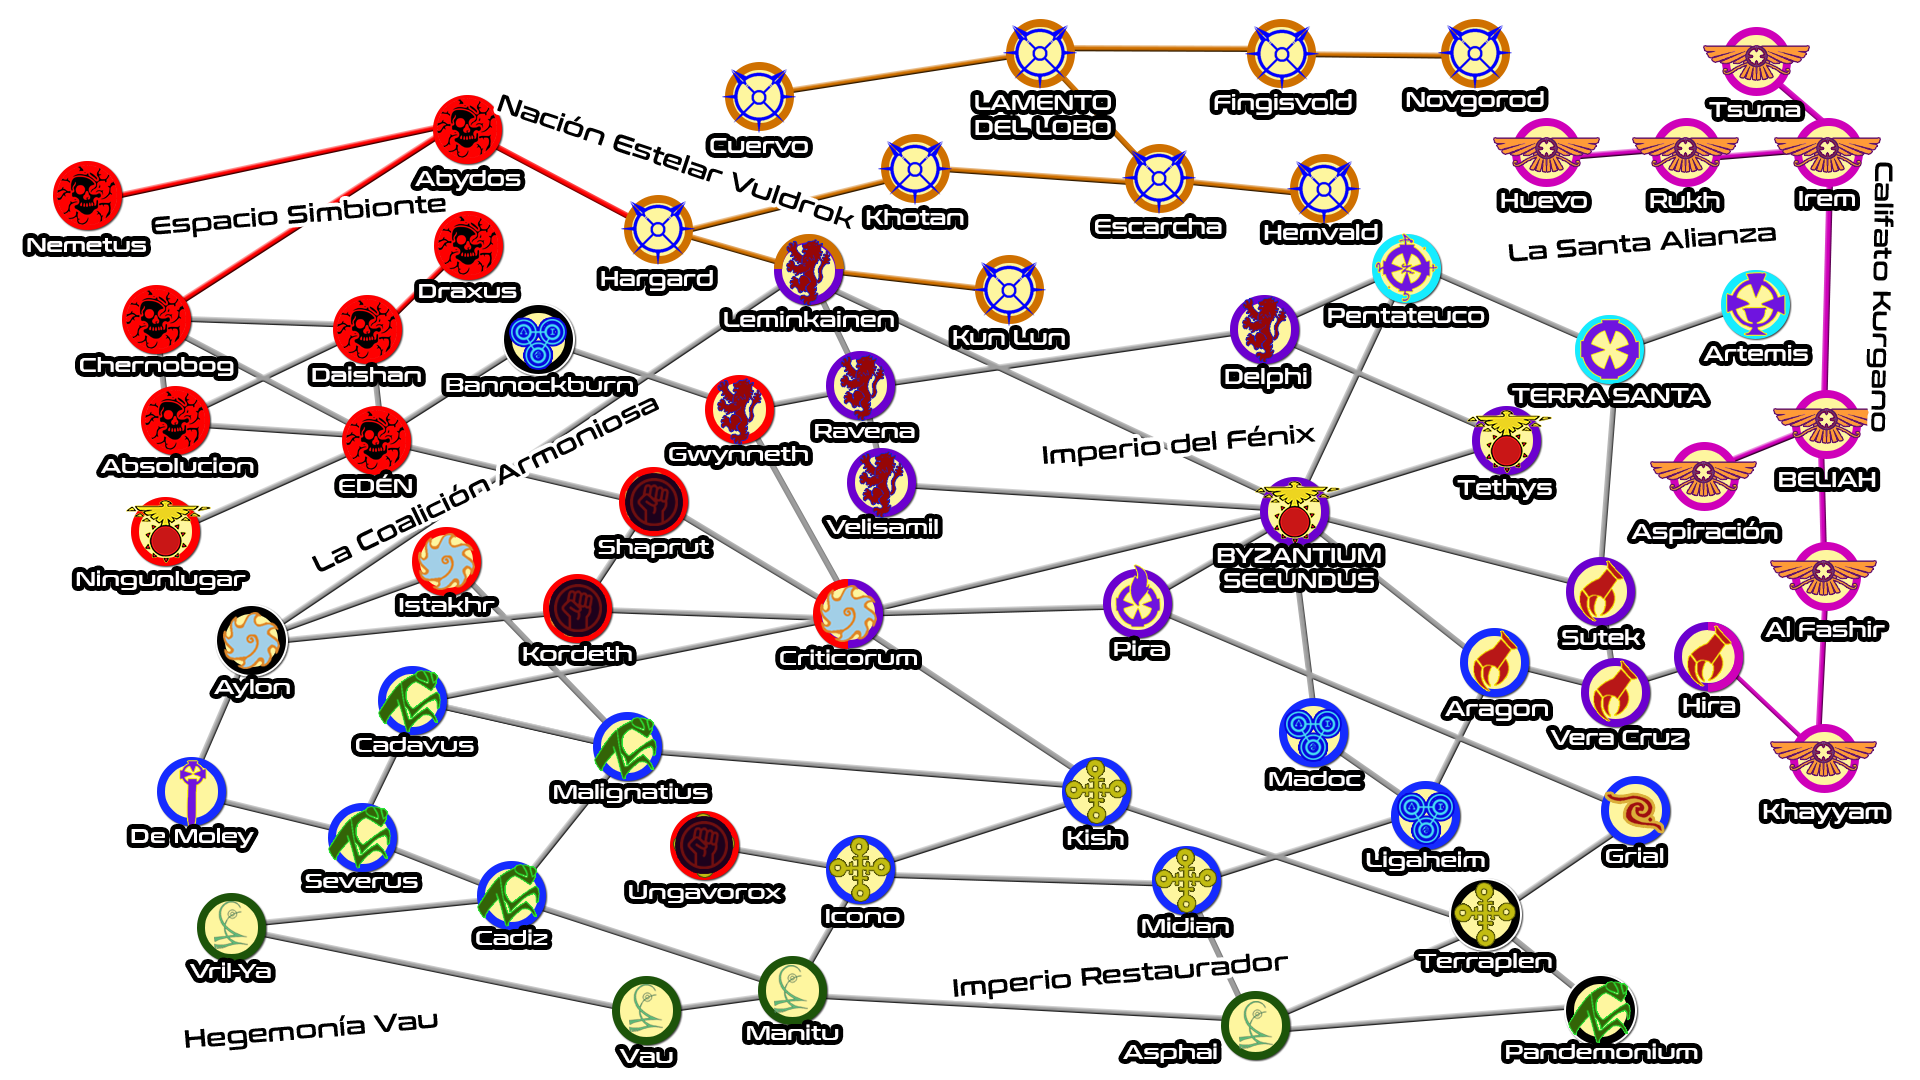 LAMENTO
DEL LOBO
Fingisvold
Novgorod
Tsuma
Cuervo
Nación Estelar Vuldrok
Abydos
Nemetus
Espacio Simbionte
Khotan
Escarcha
Hemvald
Huevo
Rukh
Irem
Califato Kurgano
La Santa Alianza
Hargard
Draxus
Leminkainen
Kun Lun
Pentateuco
Artemis
Chernobog
Daishan
Bannockburn
Delphi
TERRA SANTA
Absolucion
EDÉN
Gwynneth
Ravena
Imperio del Fénix
Tethys
BELIAH
La Coalición Armoniosa
Ningunlugar
Shaprut
Velisamil
BYZANTIUM
SECUNDUS
Aspiración
Istakhr
Kordeth
Criticorum
Pira
Sutek
Al Fashir
Aylon
Cadavus
Aragon
Vera Cruz
Hira
De Moley
Malignatius
Madoc
Khayyam
Severus
Ungavorox
Kish
Ligaheim
Grial
Vril-Ya
Cadiz
Icono
Midian
Terraplen
Imperio Restaurador
Hegemonía Vau
Vau
Manitu
Asphai
Pandemonium